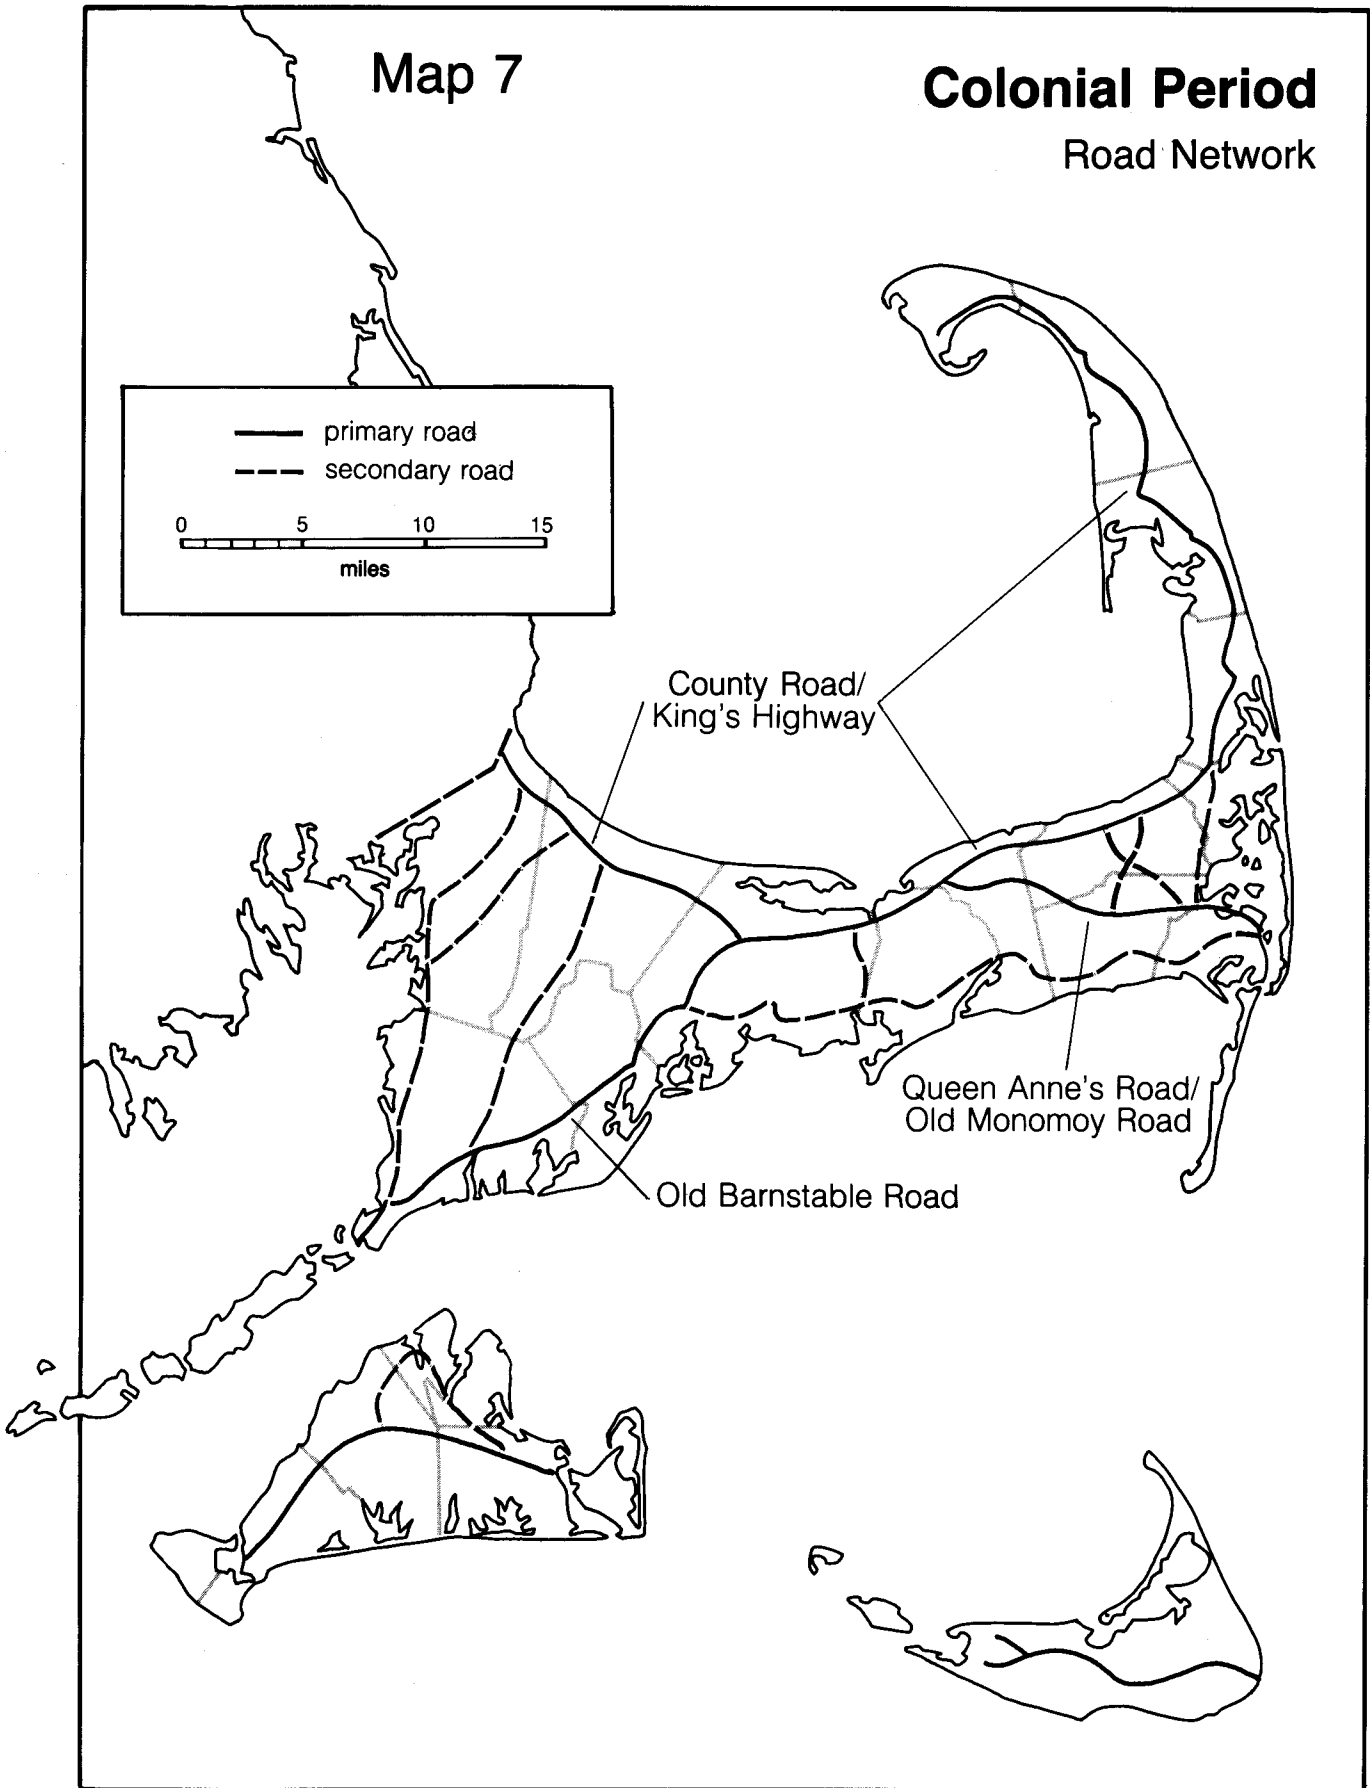 Map 7
Colonial Period
Road Network
primary road
secondary road
0 5 10 15
miles
County Road/
King's Highway
Queen Anne's Road/
Old Monomoy Road
Old Barnstable Road